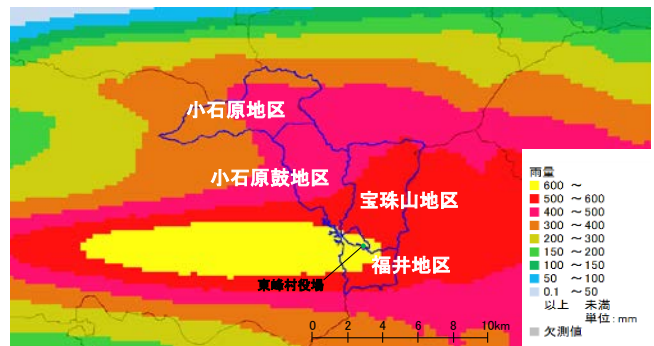 小石原地区
小石原鼓地区
宝珠山地区
福井地区
東峰村役場
0 2 4 6 8 10km
雨量
600 ～
500 ～600
400 ～500
300 ～400
200 ～300
150 ～200
100 ～150
50 ～100
0.1 ～50
以上 未満
単位：mm
欠測値